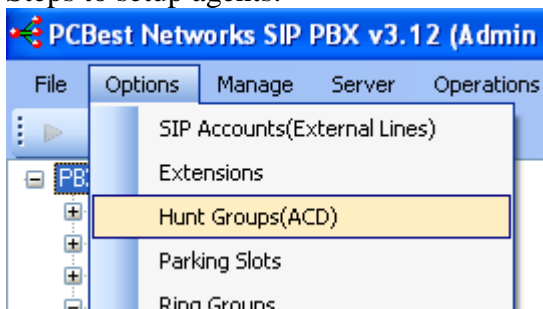 Steps to setup agents:
PCBest Networks SIP PBX v3.12 (Admin
File Options Manage Server Operations
SIP Accounts(External Lines)
PB
Extensions
Hunt Groups(ACD)
Parking Slots
Ring Groups